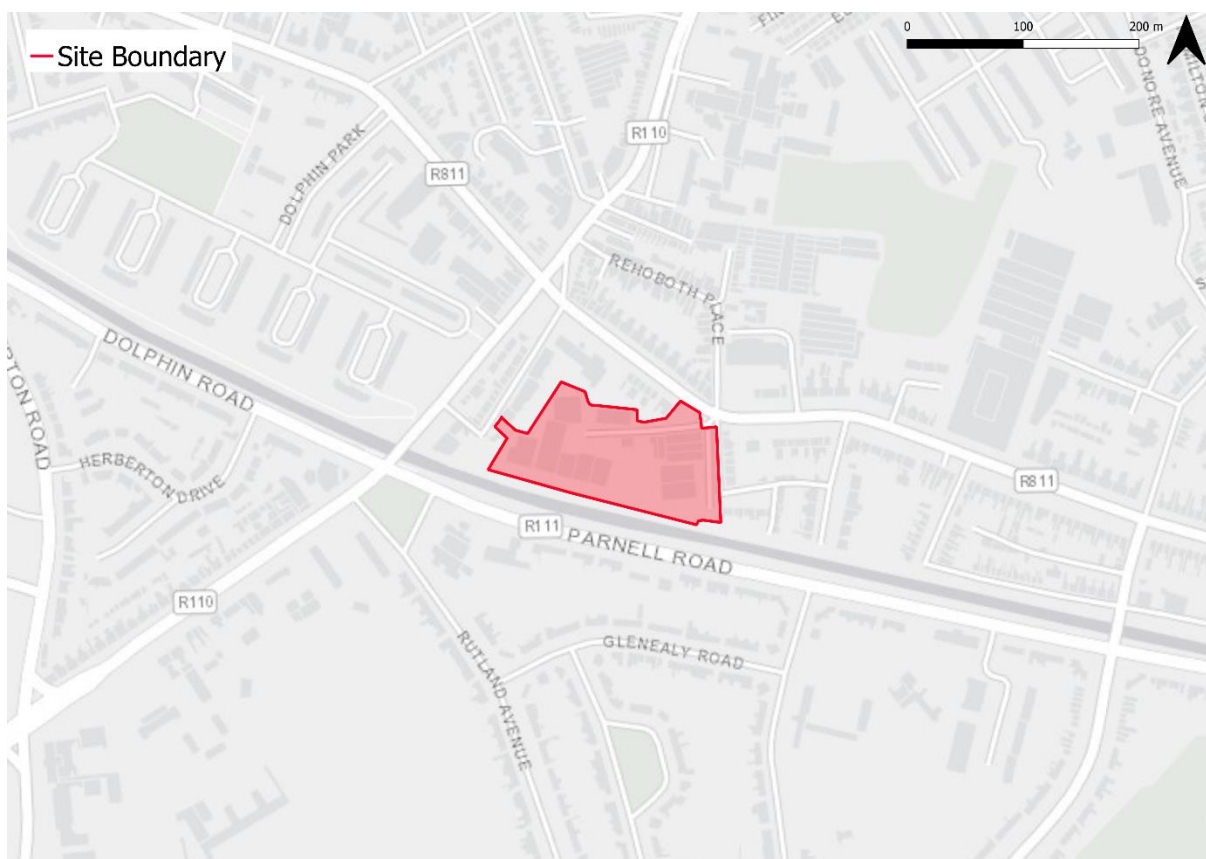 Site Boundary
0 100 200 m
R110
R811
DOLPHIN PARK
DONORE AVENUE
REHOBOTH PLACE
DOLPHIN ROAD
HERBERTON DRIVE
R811
R111
PARNELL ROAD
R110
RUTLAND AVENUE
GLENEALY ROAD
ROAD